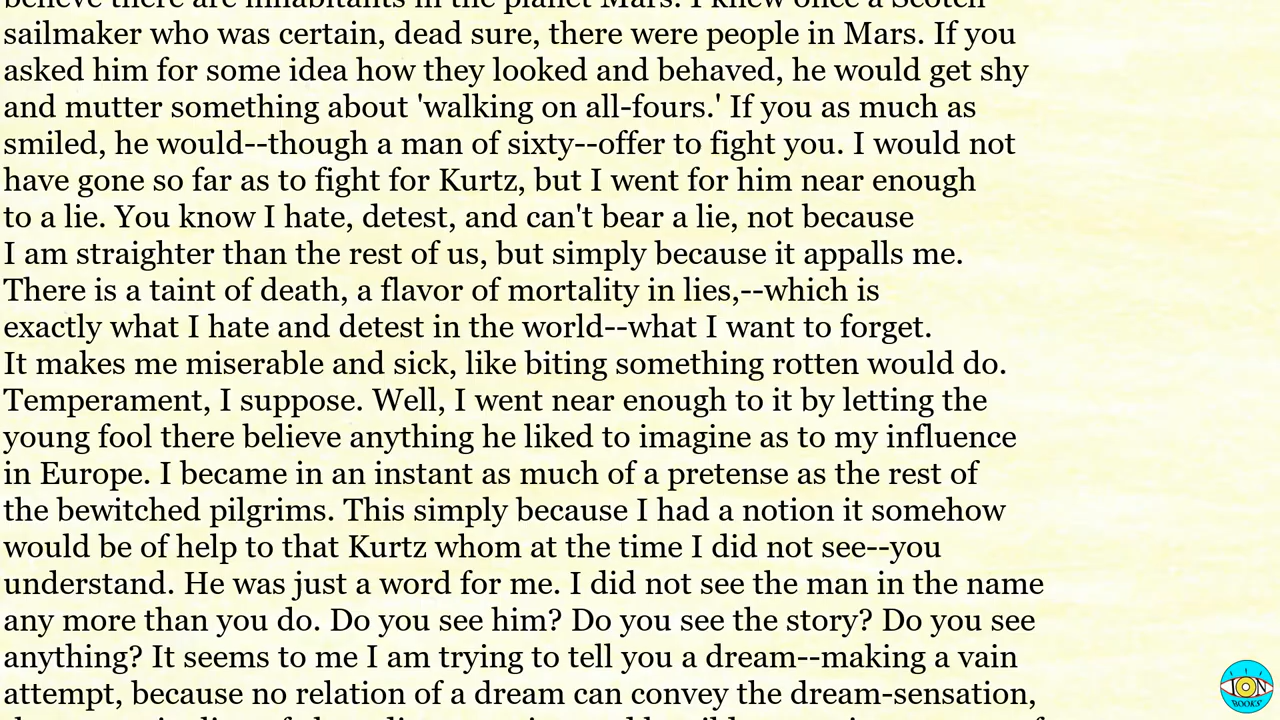 believe there are inhabitants in the planet Mars. I knew once a Scotch
sailmaker who was certain, dead sure, there were people in Mars. If you
asked him for some idea how they looked and behaved, he would get shy
and mutter something about 'walking on all-fours.' If you as much as
smiled, he would--though a man of sixty--offer to fight you. I would not
have gone so far as to fight for Kurtz, but I went for him near enough
to a lie. You know I hate, detest, and can't bear a lie, not because
I am straighter than the rest of us, but simply because it appalls me.
There is a taint of death, a flavor of mortality in lies,--which is
exactly what I hate and detest in the world--what I want to forget.
It makes me miserable and sick, like biting something rotten would do.
Temperament, I suppose. Well, I went near enough to it by letting the
young fool there believe anything he liked to imagine as to my influence
in Europe. I became in an instant as much of a pretense as the rest of
the bewitched pilgrims. This simply because I had a notion it somehow
would be of help to that Kurtz whom at the time I did not see--you
understand. He was just a word for me. I did not see the man in the name
any more than you do. Do you see him? Do you see the story? Do you see
anything? It seems to me I am trying to tell you a dream--making a vain
attempt, because no relation of a dream can convey the dream-sensation,
ION
BOOKS